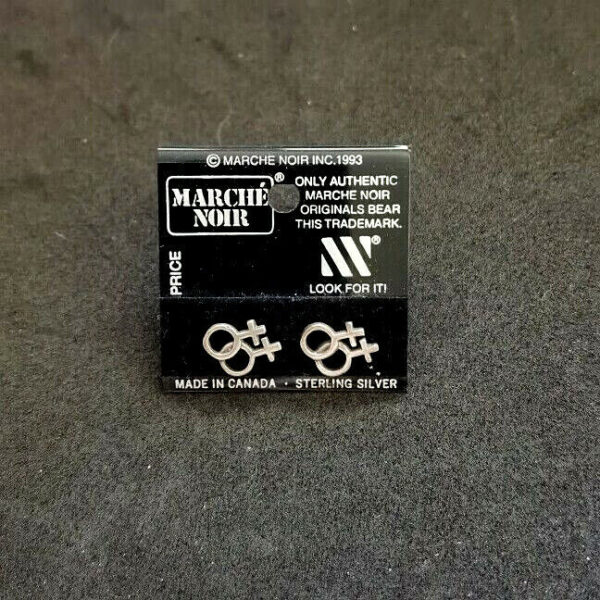 © MARCHE NOIR INC.1993
MARCHÉ
NOIR
®
ONLY AUTHENTIC
MARCHE NOIR
ORIGINALS BEAR
THIS TRADEMARK.
®
LOOK FOR IT!
PRICE
MADE IN CANADA · STERLING SILVER